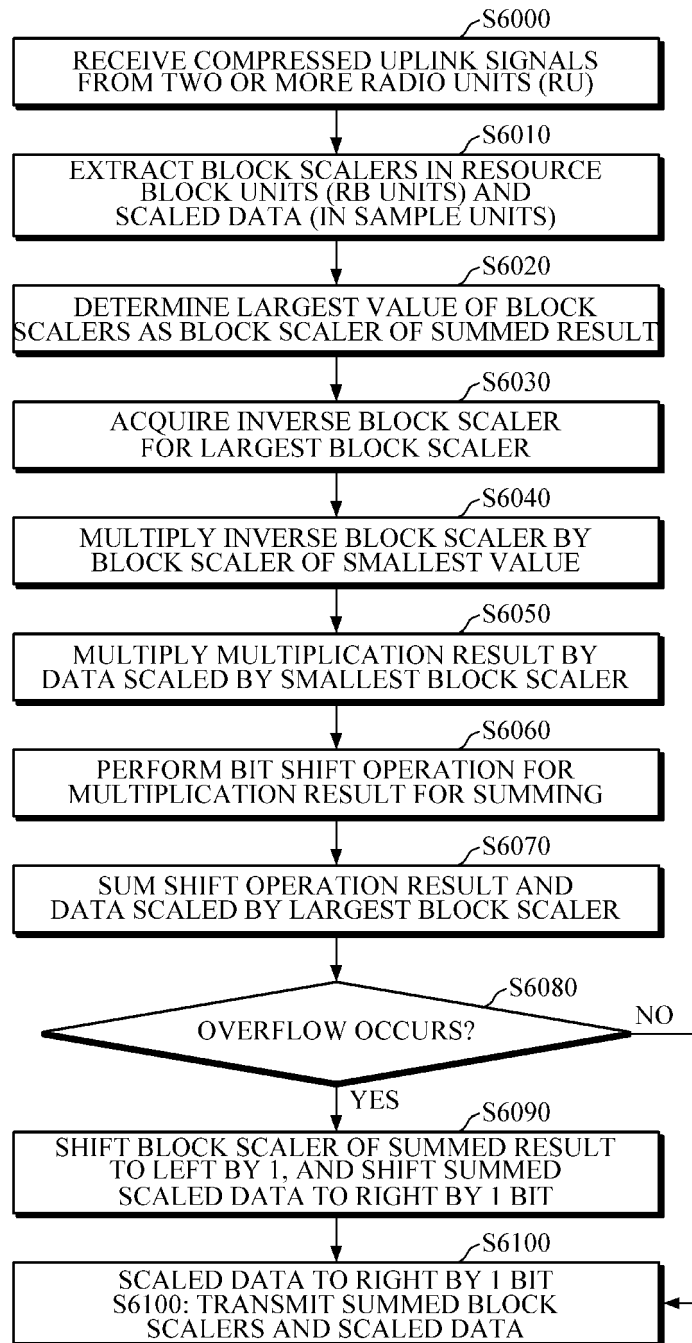 S6000
RECEIVE COMPRESSED UPLINK SIGNALS
FROM TWO OR MORE RADIO UNITS (RU)
S6010
EXTRACT BLOCK SCALERS IN RESOURCE
BLOCK UNITS (RB UNITS) AND
SCALED DATA (IN SAMPLE UNITS)
S6020
DETERMINE LARGEST VALUE OF BLOCK
SCALERS AS BLOCK SCALER OF SUMMED RESULT
S6030
ACQUIRE INVERSE BLOCK SCALER
FOR LARGEST BLOCK SCALER
S6040
MULTIPLY INVERSE BLOCK SCALER BY
BLOCK SCALER OF SMALLEST VALUE
S6050
MULTIPLY MULTIPLICATION RESULT BY
DATA SCALED BY SMALLEST BLOCK SCALER
S6060
PERFORM BIT SHIFT OPERATION FOR
MULTIPLICATION RESULT FOR SUMMING
S6070
SUM SHIFT OPERATION RESULT AND
DATA SCALED BY LARGEST BLOCK SCALER
S6080
OVERFLOW OCCURS?
NO
YES
S6090
SHIFT BLOCK SCALER OF SUMMED RESULT
TO LEFT BY 1, AND SHIFT SUMMED
SCALED DATA TO RIGHT BY 1 BIT
S6100
SCALED DATA TO RIGHT BY 1 BIT
S6100: TRANSMIT SUMMED BLOCK
SCALERS AND SCALED DATA